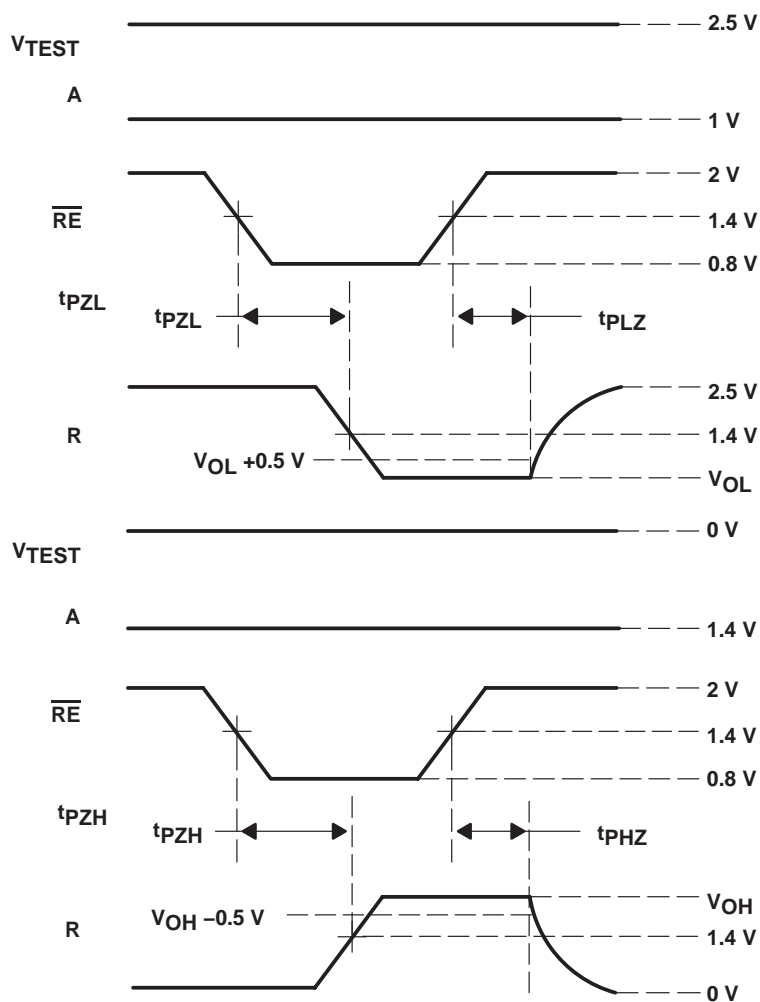 2.5 V
VTEST
A
1 V
2 V
RE
1.4 V
0.8 V
tPZL
tPZL
tPLZ
2.5 V
R
1.4 V
VOL +0.5 V
VOL
0 V
VTEST
A
1.4 V
2 V
RE
1.4 V
0.8 V
tPZH
tPZH
tPHZ
VOH
VOH −0.5 V
R
1.4 V
0 V